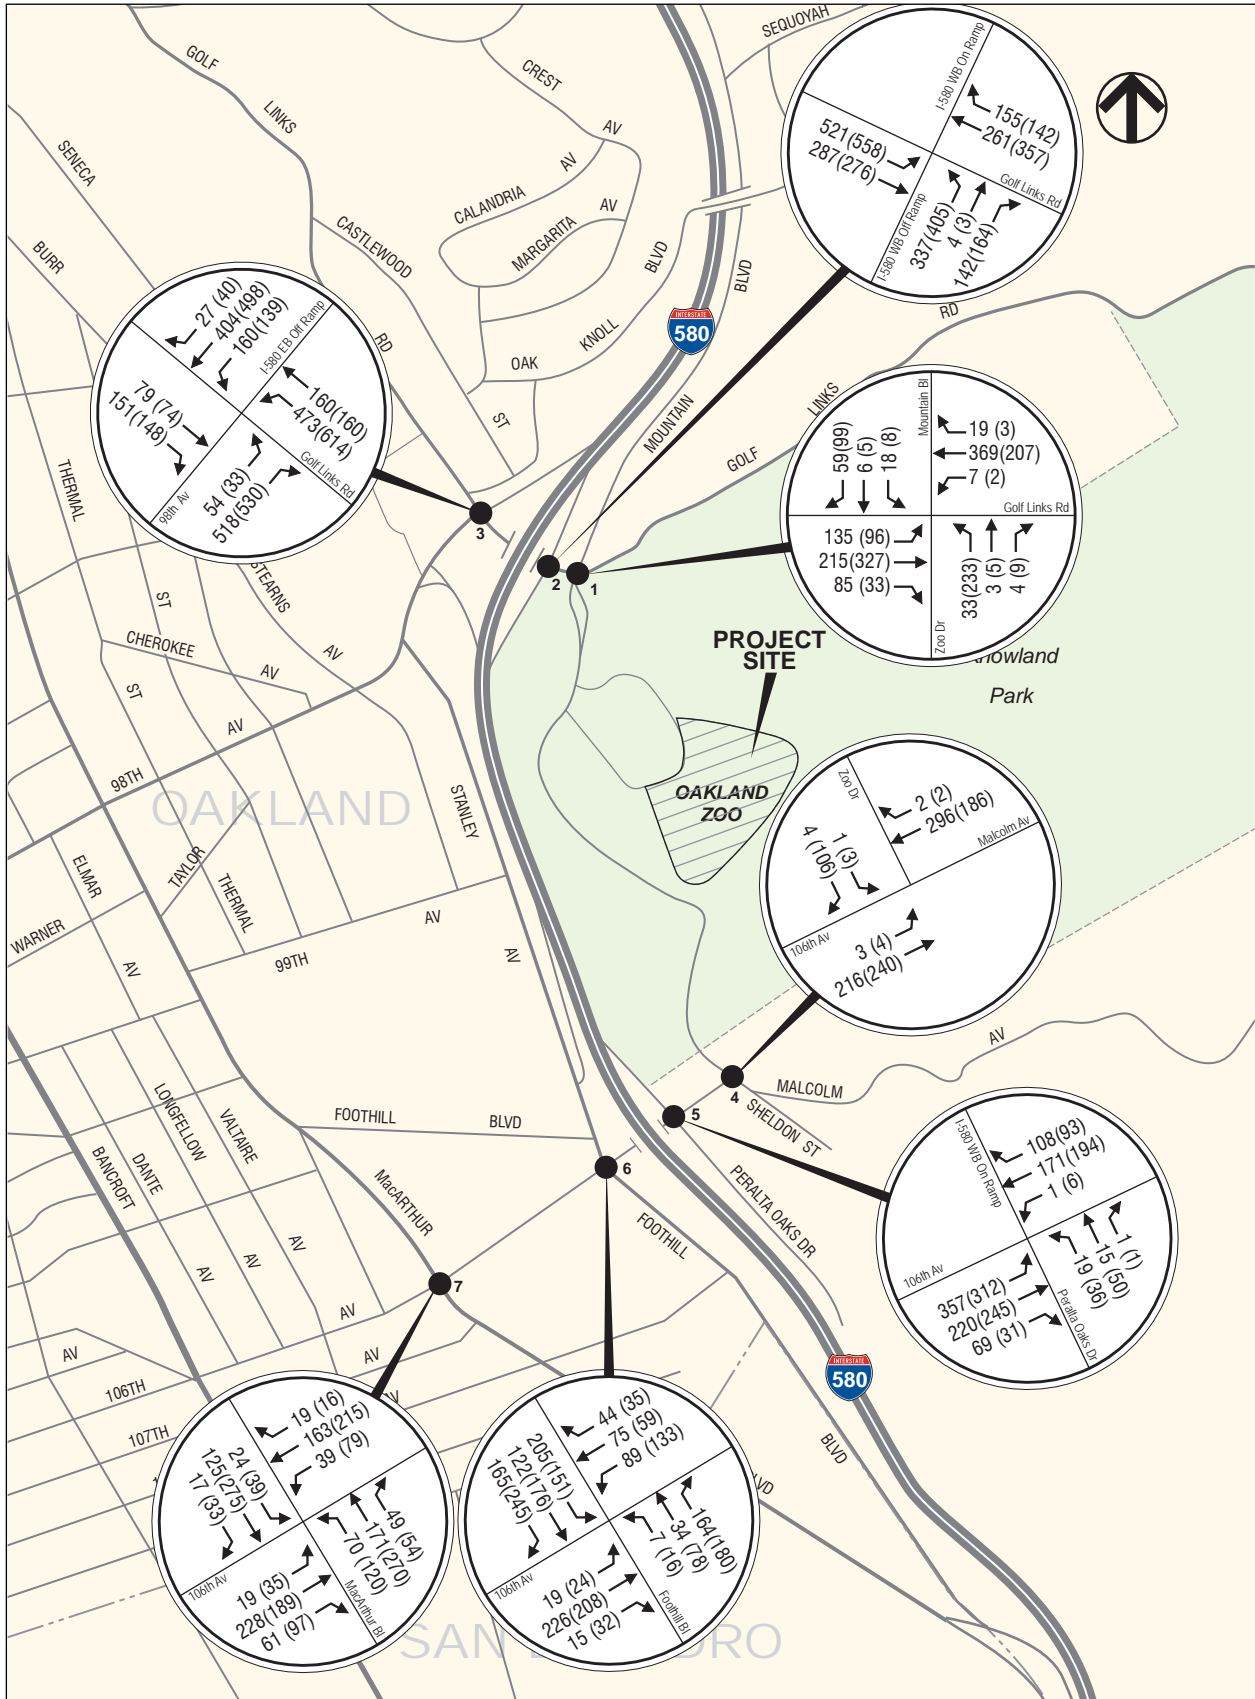 SEQUOYAH
GOLF
LINKS
CREST
AV
SENECA
CALANDRIA
AV
MARGARITA
AV
CASTLEWOOD
BURR
BLVD
BLVD
RD
KNOLL
OAK
ST
RD
INTERSTATE
580
MOUNTAIN
LINKS
GOLF
I-580 WB On Ramp
155(142)
261(357)
521(558)
287(276)
Golf Links Rd
I-580 WB Off Ramp
337(405)
4 (3)
142(164)
27 (40)
404(498)
160(139)
I-580 EB Off Ramp
79 (74)
151(148)
160(160)
473(614)
Golf Links Rd
98th Av
54 (33)
518(530)
59(99)
6 (5)
18 (8)
Mountain Bl
19 (3)
369(207)
7 (2)
Golf Links Rd
135 (96)
215(327)
85 (33)
Zoo Dr
33(233)
3 (5)
4 (9)
3
2
1
THERMAL
ST
STEARNS
AV
CHEROKEE
AV
ST
AV
98TH
PROJECT
SITE
Park
OAKLAND
ZOO
OAKLAND
STANLEY
AV
ELMAR
AV
TAYLOR
THERMAL
WARNER
AV
99TH
Zoo Dr
2 (2)
296(186)
Malcolm Av
1 (3)
4 (106)
106th Av
3 (4)
216(240)
AV
MALCOLM
4
SHELDON ST
5
PERALTA OAKS DR
LONGFELLOW
VALTAIRE
DANTE
BANCROFT
AV
AV
AV
FOOTHILL
BLVD
MacARTHUR
6
FOOTHILL
7
I-580 WB On Ramp
108(93)
171(194)
1 (6)
106th Av
357(312)
220(245)
69 (31)
Peralta Oaks Dr
19 (36)
15 (50)
1 (1)
INTERSTATE
580
BLVD
AV
AV
AV
AV
106TH
107TH
19 (16)
163(215)
39 (79)
24 (39)
125(275)
17 (33)
106th Av
19 (35)
228(189)
61 (97)
MacArthur Bl
70 (120)
171(270)
49 (54)
44 (35)
75 (59)
89 (133)
205(151)
122(176)
165(245)
106th Av
19 (24)
226(208)
15 (32)
Foothill Bl
7 (16)
34 (78)
164(180)